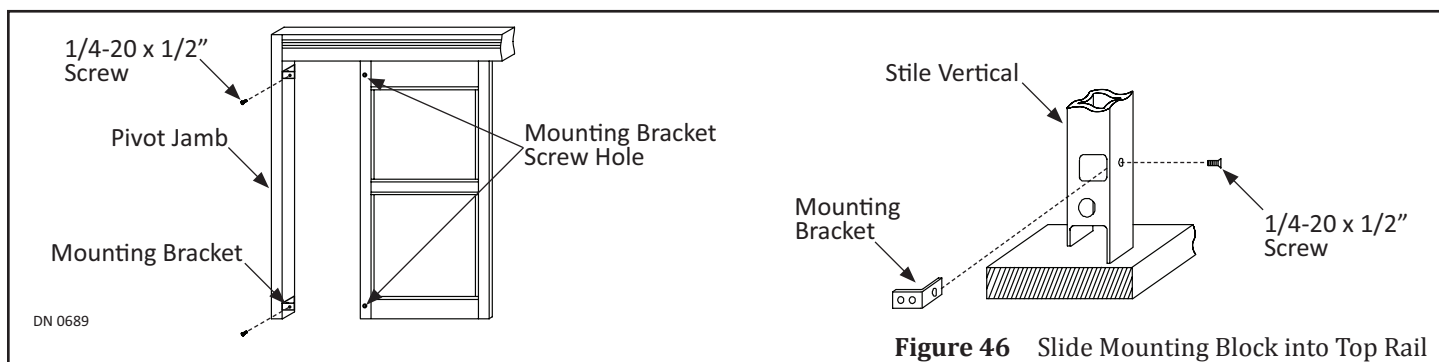 1/4-20 x 1/2”
Screw
Pivot Jamb
Mounting Bracket
DN 0689
Mounting Bracket
Screw Hole
Stile Vertical
Mounting
Bracket
1/4-20 x 1/2”
Screw
Figure 46 Slide Mounting Block into Top Rail